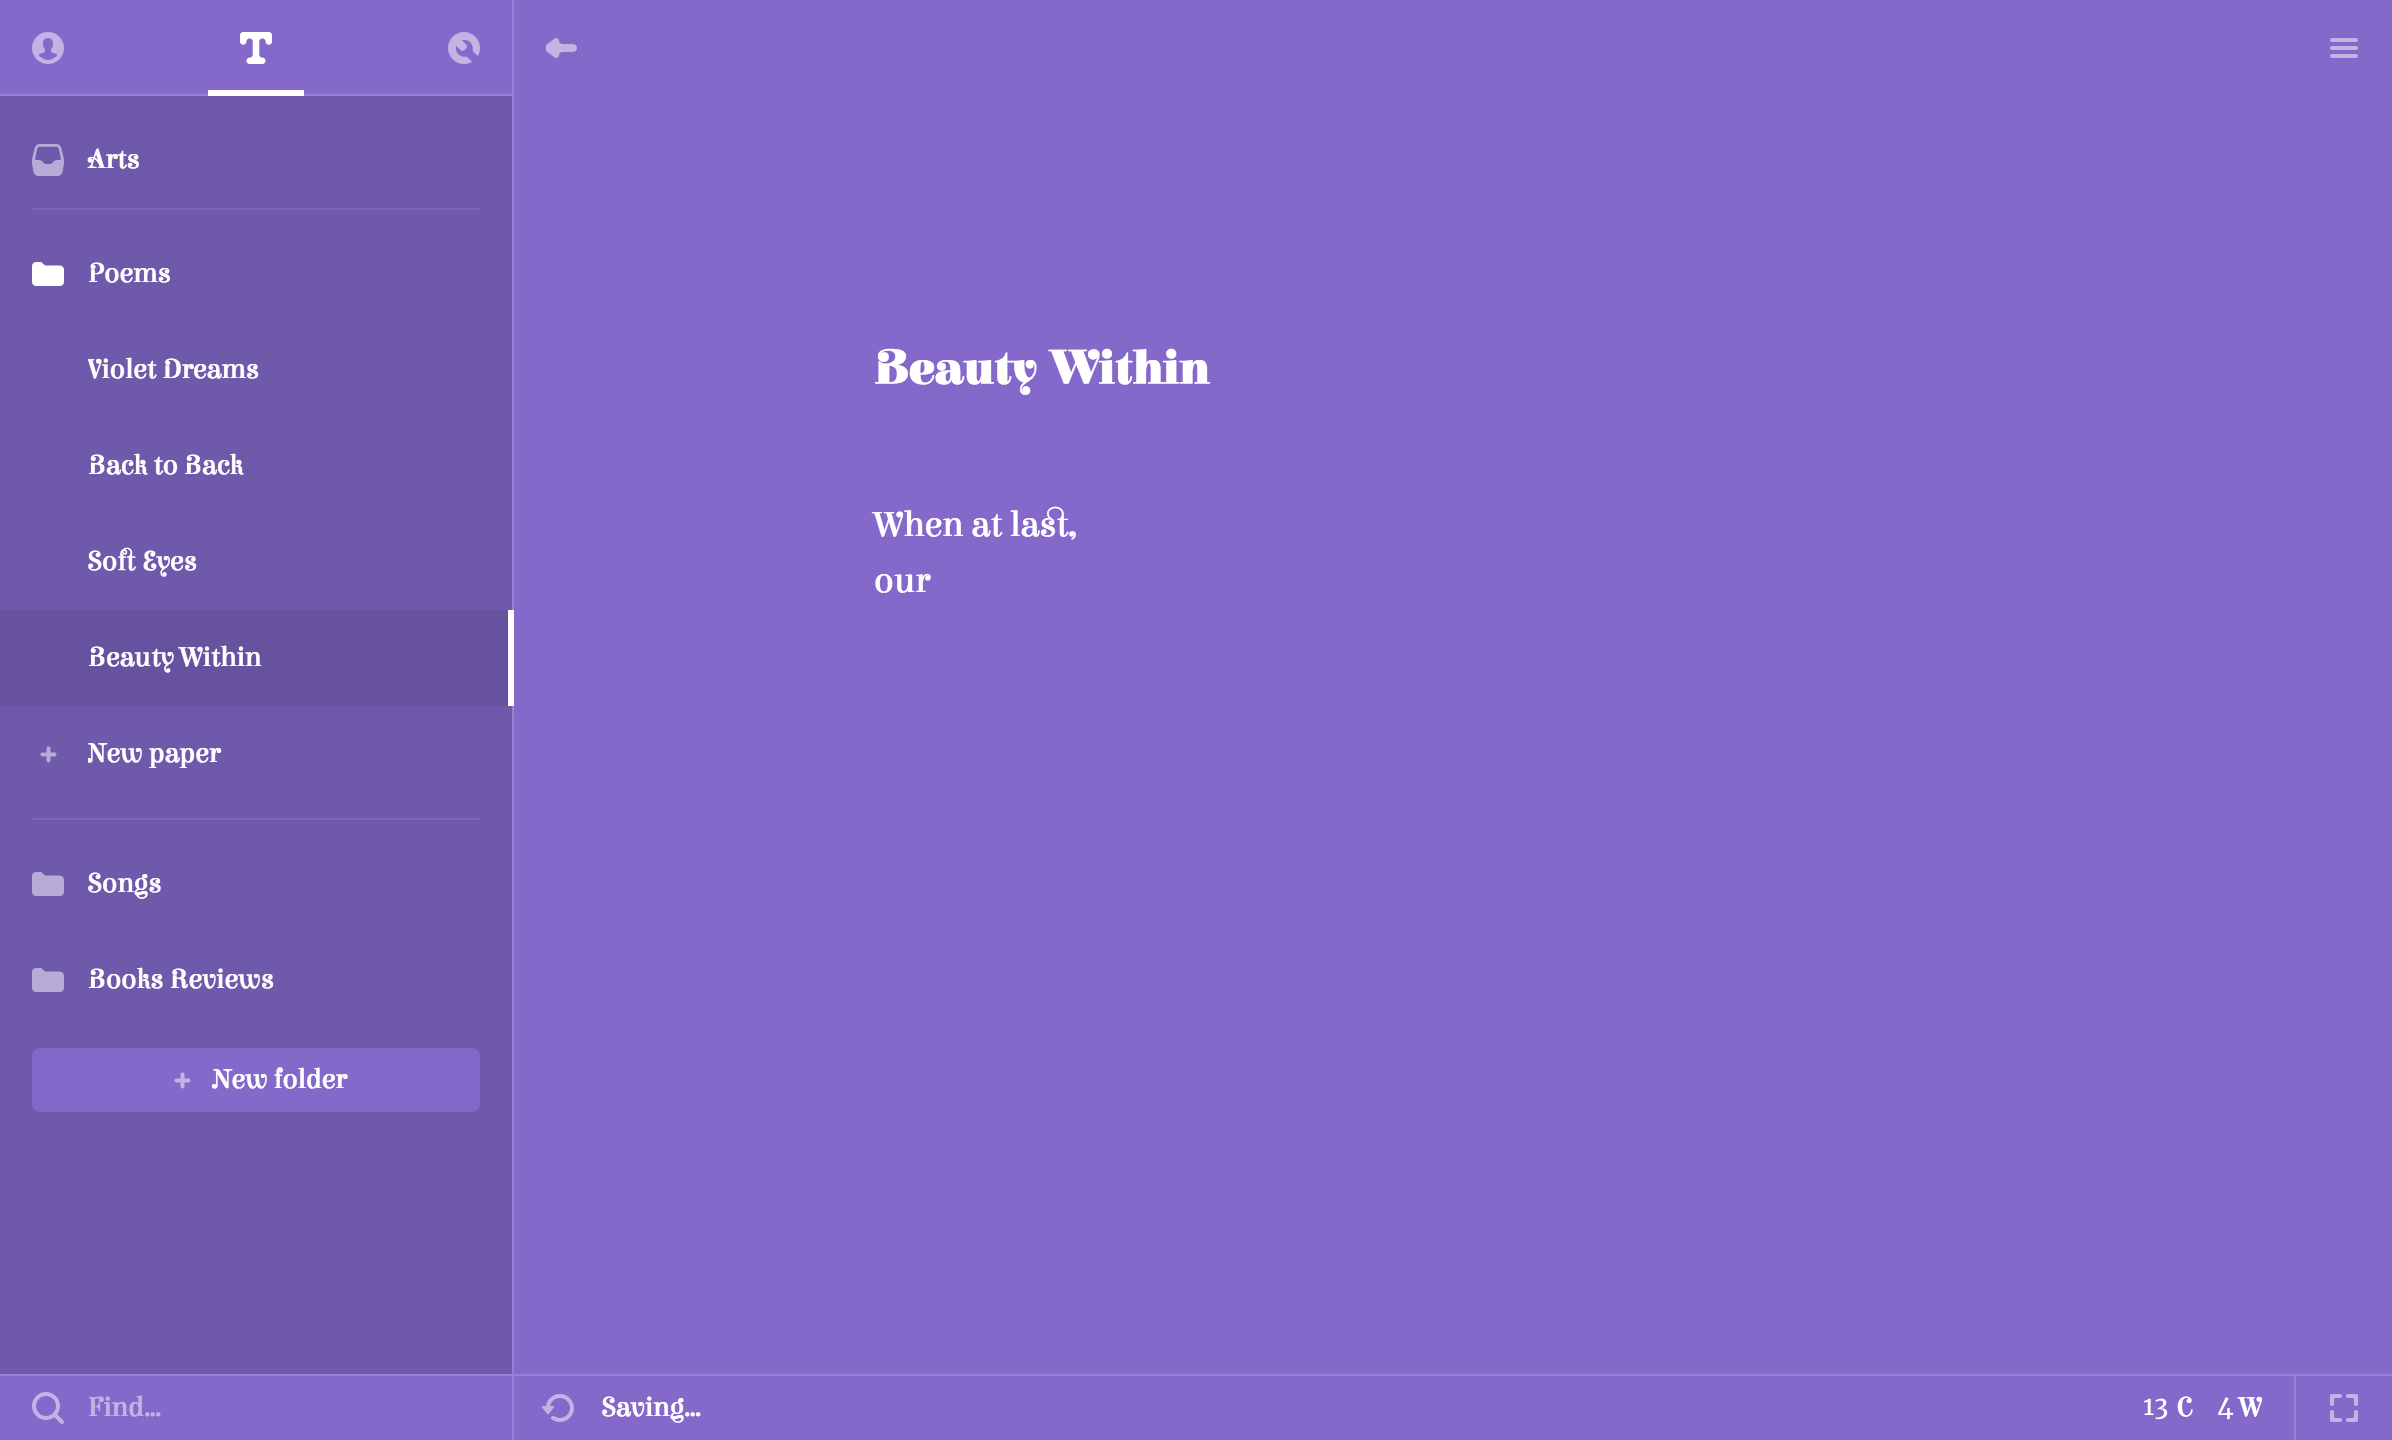 T
Arts
Poems
Violet Dreams
Back to Back
Soft Eyes
Beauty Within
+ New paper
Songs
Books Reviews
+ New folder
Find...
Beauty Within
When at last,
our
Saving...
13 C 4 W